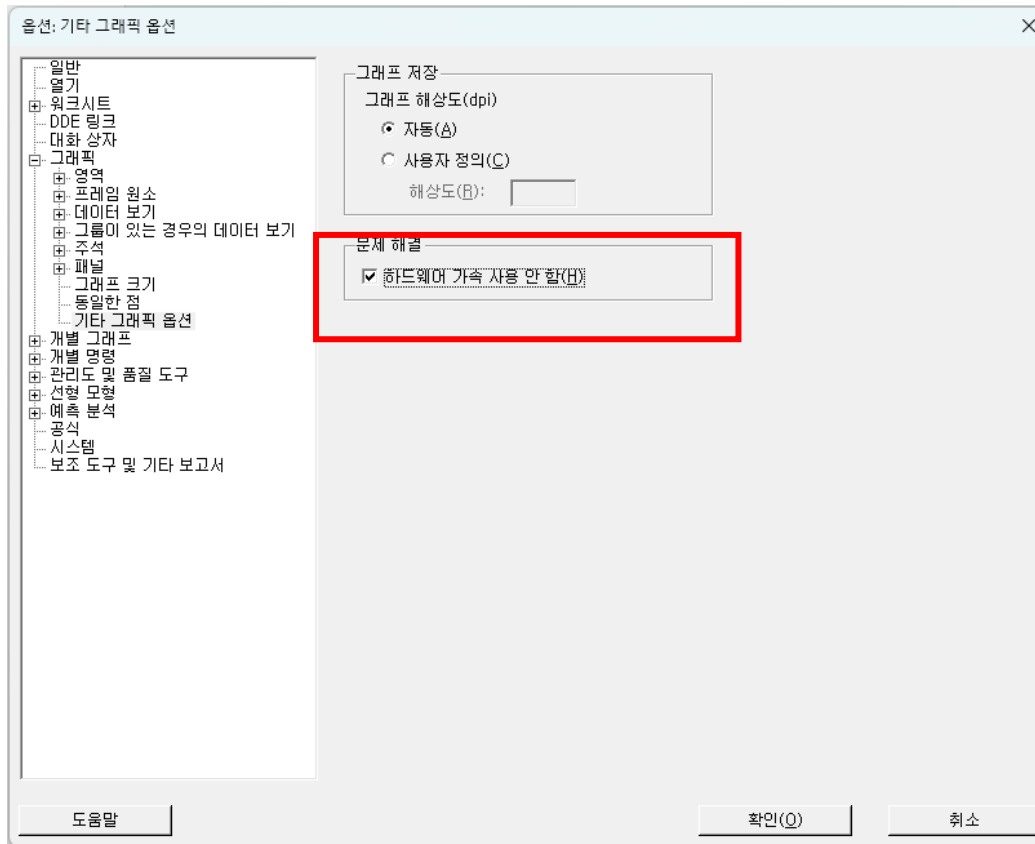 옵션: 기타 그래픽 옵션
일반
열기
워크시트
DDE 링크
대화 상자
그래픽
영역
프레임 원소
데이터 보기
그룹이 있는 경우의 데이터 보기
주석
패널
그래프 크기
동일한 점
기타 그래픽 옵션
개별 그래프
개별 명령
관리도 및 품질 도구
선형 모형
예측 분석
공식
시스템
보조 도구 및 기타 보고서
그래프 저장
그래프 해상도(dpi)
자동(A)
사용자 정의(C)
해상도(R):
문제 해결
하드웨어 가속 사용 안 함(H)
도움말
확인(O)
취소